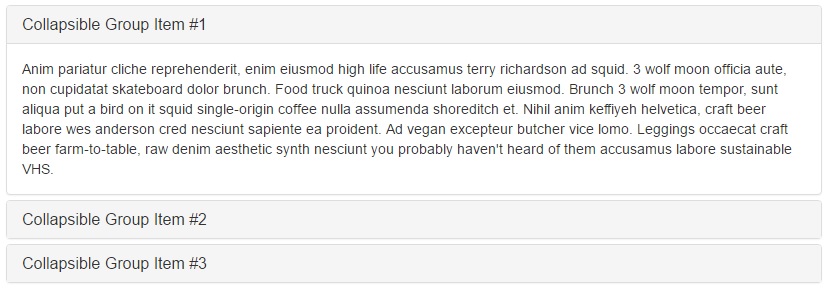 Collapsible Group Item #1
Anim pariatur cliche reprehenderit, enim eiusmod high life accusamus terry richardson ad squid. 3 wolf moon officia aute,
non cupidatat skateboard dolor brunch. Food truck quinoa nesciunt laborum eiusmod. Brunch 3 wolf moon tempor, sunt
aliqua put a bird on it squid single-origin coffee nulla assumenda shoreditch et. Nihil anim keffiyeh helvetica, craft beer
labore wes anderson cred nesciunt sapiente ea proident. Ad vegan excepteur butcher vice lomo. Leggings occaecat craft
beer farm-to-table, raw denim aesthetic synth nesciunt you probably haven't heard of them accusamus labore sustainable
VHS.
Collapsible Group Item #2
Collapsible Group Item #3